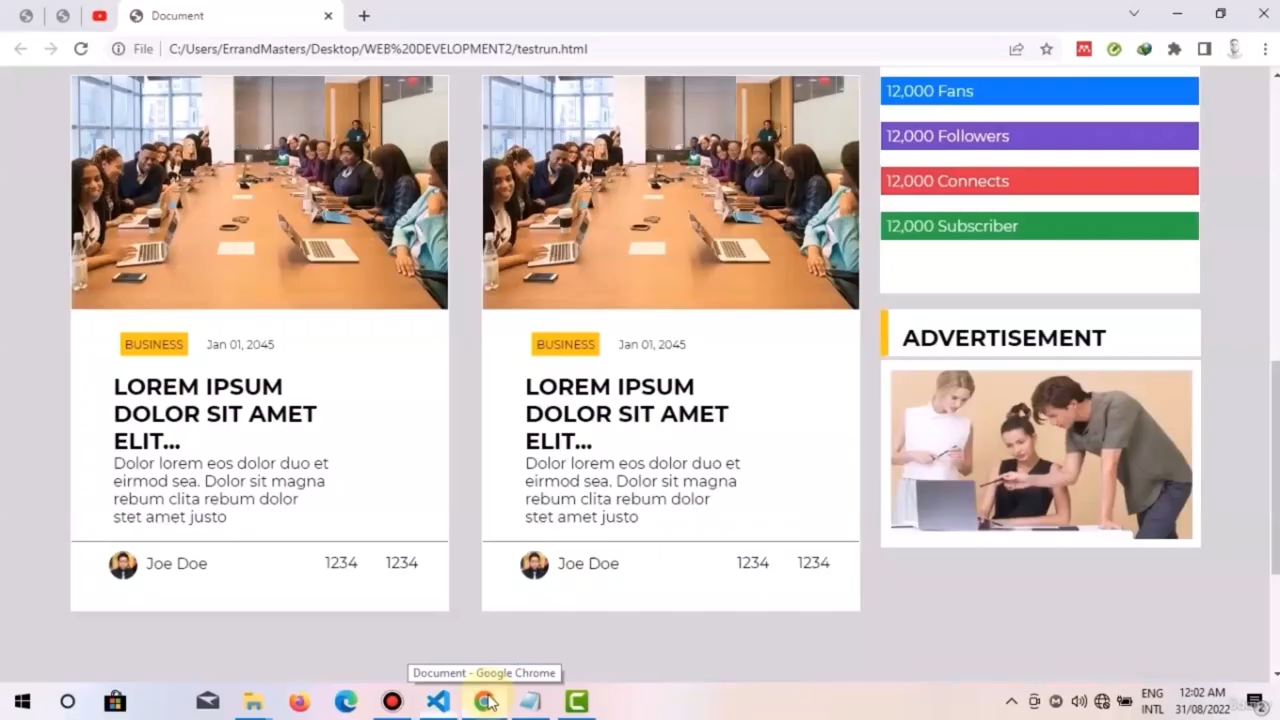 Document
File
C:/Users/ErrandMasters/Desktop/WEB%20DEVELOPMENT2/testrun.html
12,000 Fans
12,000 Followers
12,000 Connects
12,000 Subscriber
BUSINESS
Jan 01, 2045
LOREM IPSUM
DOLOR SIT AMET
ELIT...
Dolor lorem eos dolor duo et
eirmod sea. Dolor sit magna
rebum clita rebum dolor
stet amet justo
Joe Doe
1234
1234
BUSINESS
Jan 01, 2045
LOREM IPSUM
DOLOR SIT AMET
ELIT...
Dolor lorem eos dolor duo et
eirmod sea. Dolor sit magna
rebum clita rebum dolor
stet amet justo
Joe Doe
1234
1234
ADVERTISEMENT
Document - Google Chrome
ENG
INTL
12:02 AM
31/08/2022
2